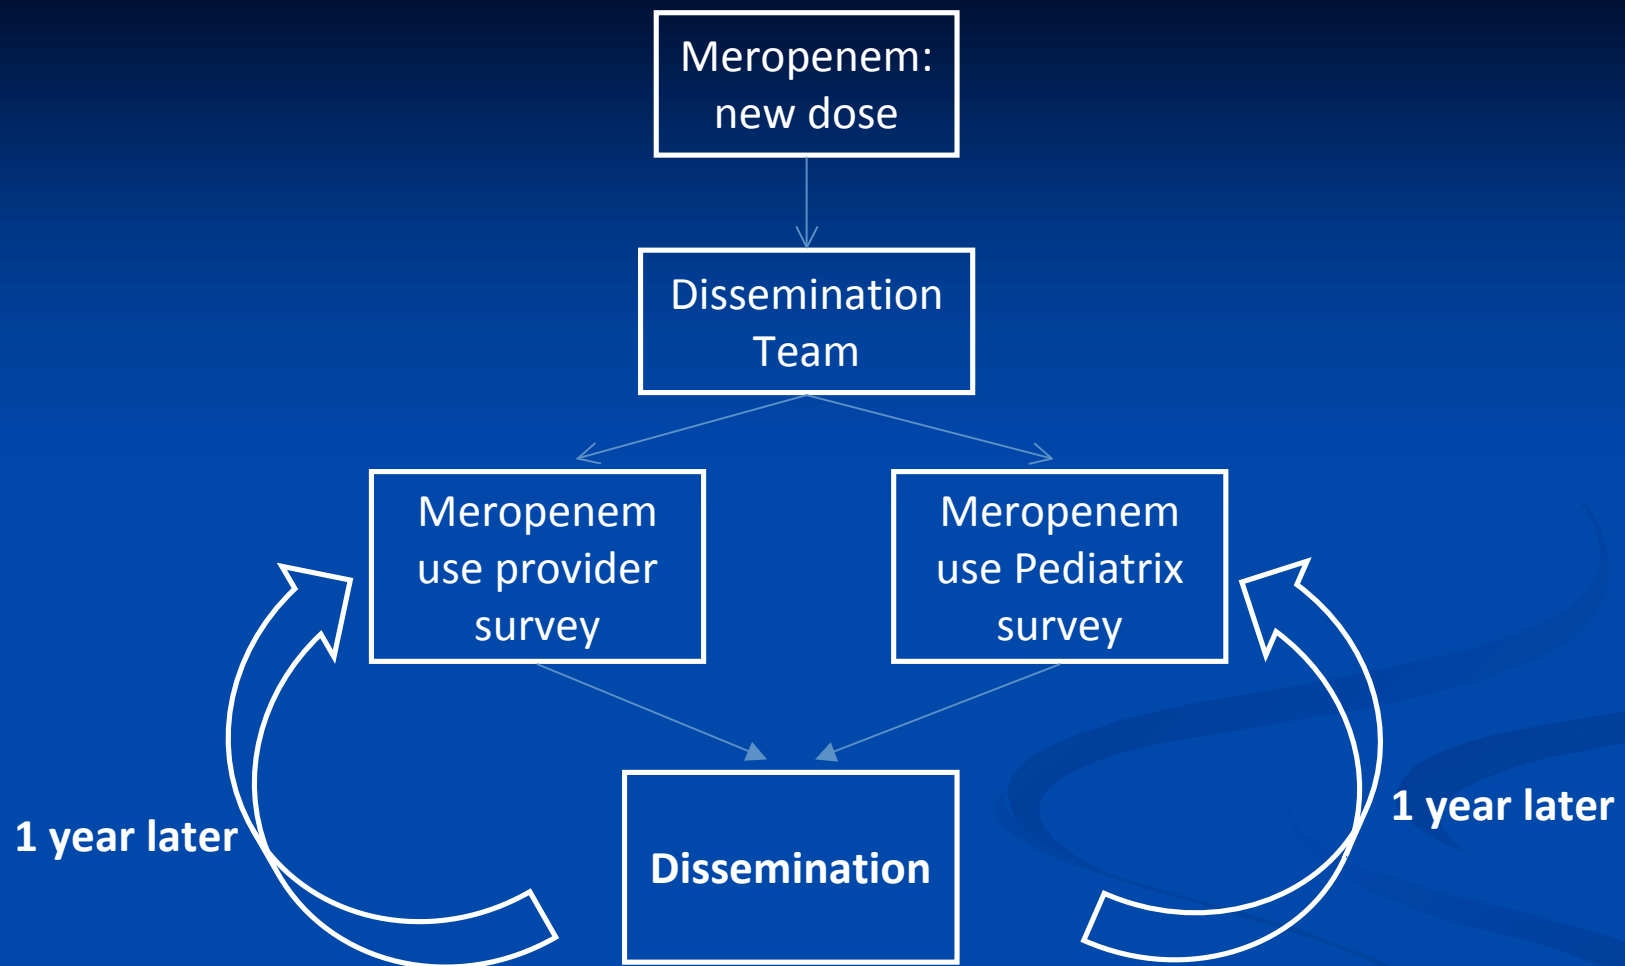 Meropenem:
new dose
Dissemination
Team
Meropenem
use provider
survey
Meropenem
use Pediatrix
survey
1 year later
Dissemination
1 year later